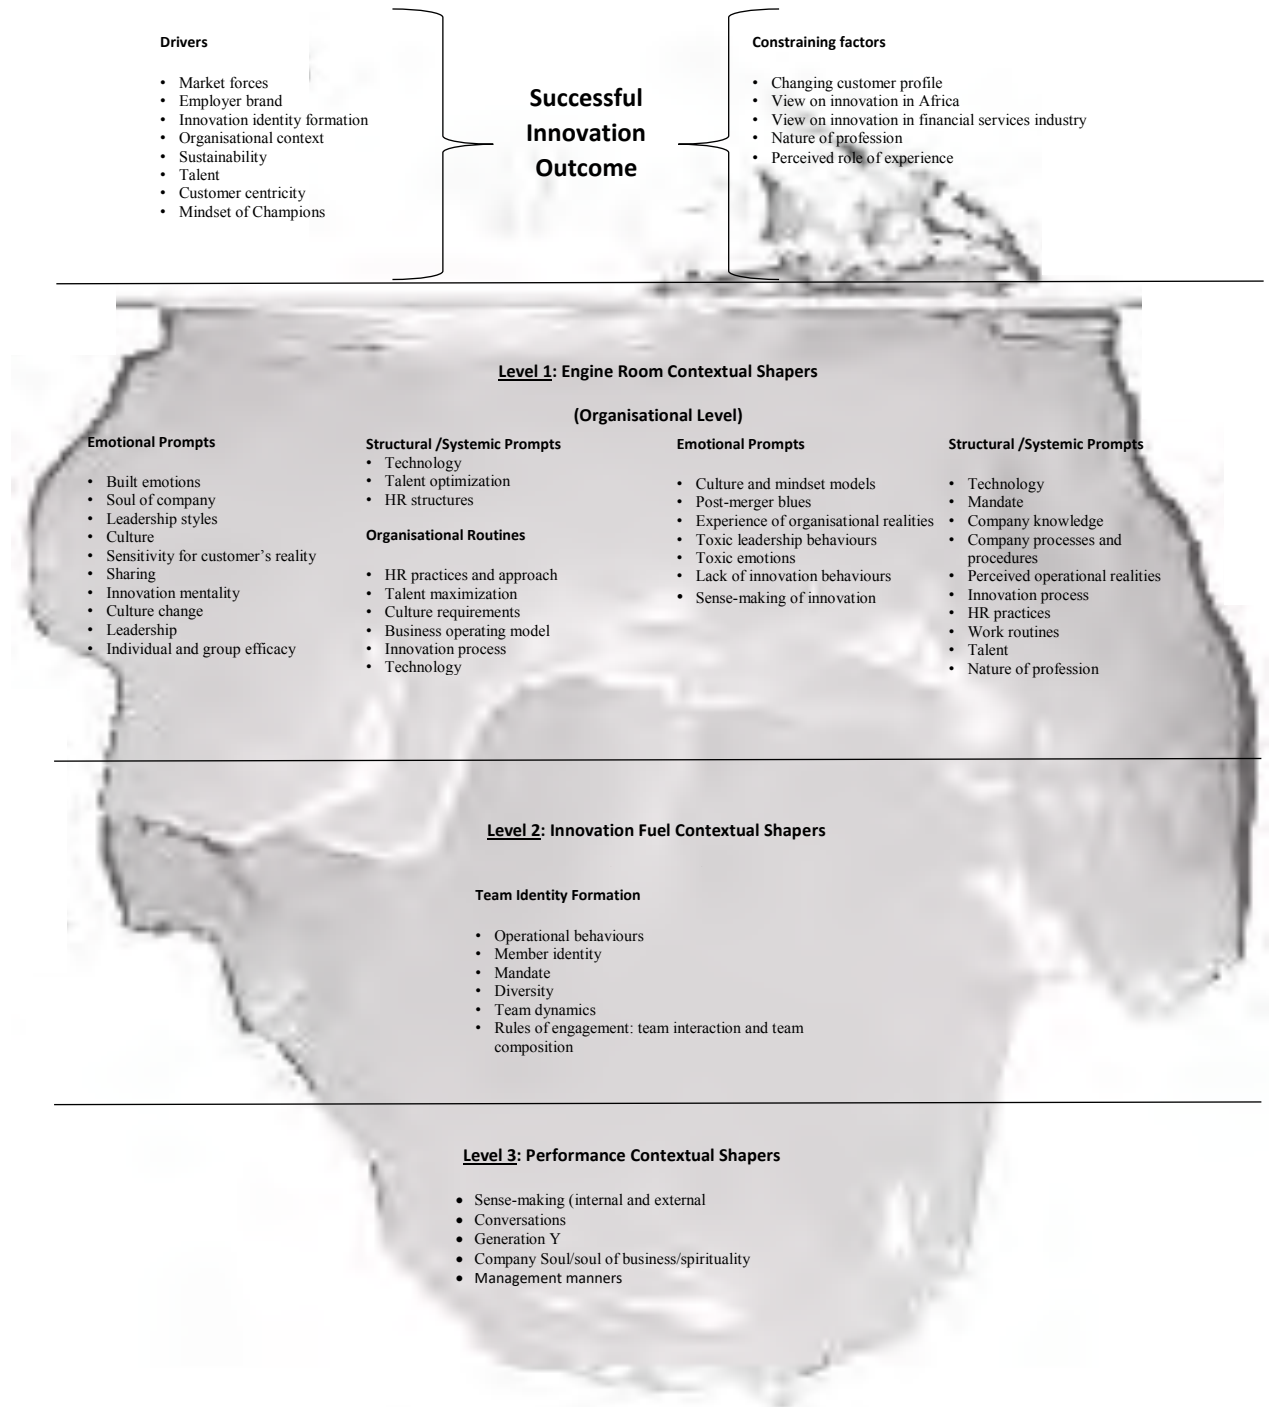 Drivers
• Market forces
• Employer brand
• Innovation identity formation
• Organisational context
• Sustainability
• Talent
• Customer centricity
• Mindset of Champions
Successful
Innovation
Outcome
Constraining factors
• Changing customer profile
• View on innovation in Africa
• View on innovation in financial services industry
• Nature of profession
• Perceived role of experience
Level 1: Engine Room Contextual Shapers
(Organisational Level)
Emotional Prompts
• Built emotions
• Soul of company
• Leadership styles
• Culture
• Sensitivity for customer's reality
• Sharing
• Innovation mentality
• Culture change
• Leadership
• Individual and group efficacy
Structural /Systemic Prompts
• Technology
• Talent optimization
• HR structures
Organisational Routines
• HR practices and approach
• Talent maximization
• Culture requirements
• Business operating model
• Innovation process
• Technology
Emotional Prompts
• Culture and mindset models
• Post-merger blues
• Experience of organisational realities
• Toxic leadership behaviours
• Toxic emotions
• Lack of innovation behaviours
• Sense-making of innovation
Structural /Systemic Prompts
• Technology
• Mandate
• Company knowledge
• Company processes and
procedures
• Perceived operational realities
• Innovation process
• HR practices
• Work routines
• Talent
• Nature of profession
Level 2: Innovation Fuel Contextual Shapers
Team Identity Formation
• Operational behaviours
• Member identity
• Mandate
• Diversity
• Team dynamics
• Rules of engagement: team interaction and team
composition
Level 3: Performance Contextual Shapers
• Sense-making (internal and external
• Conversations
• Generation Y
• Company Soul/soul of business/spirituality
• Management manners